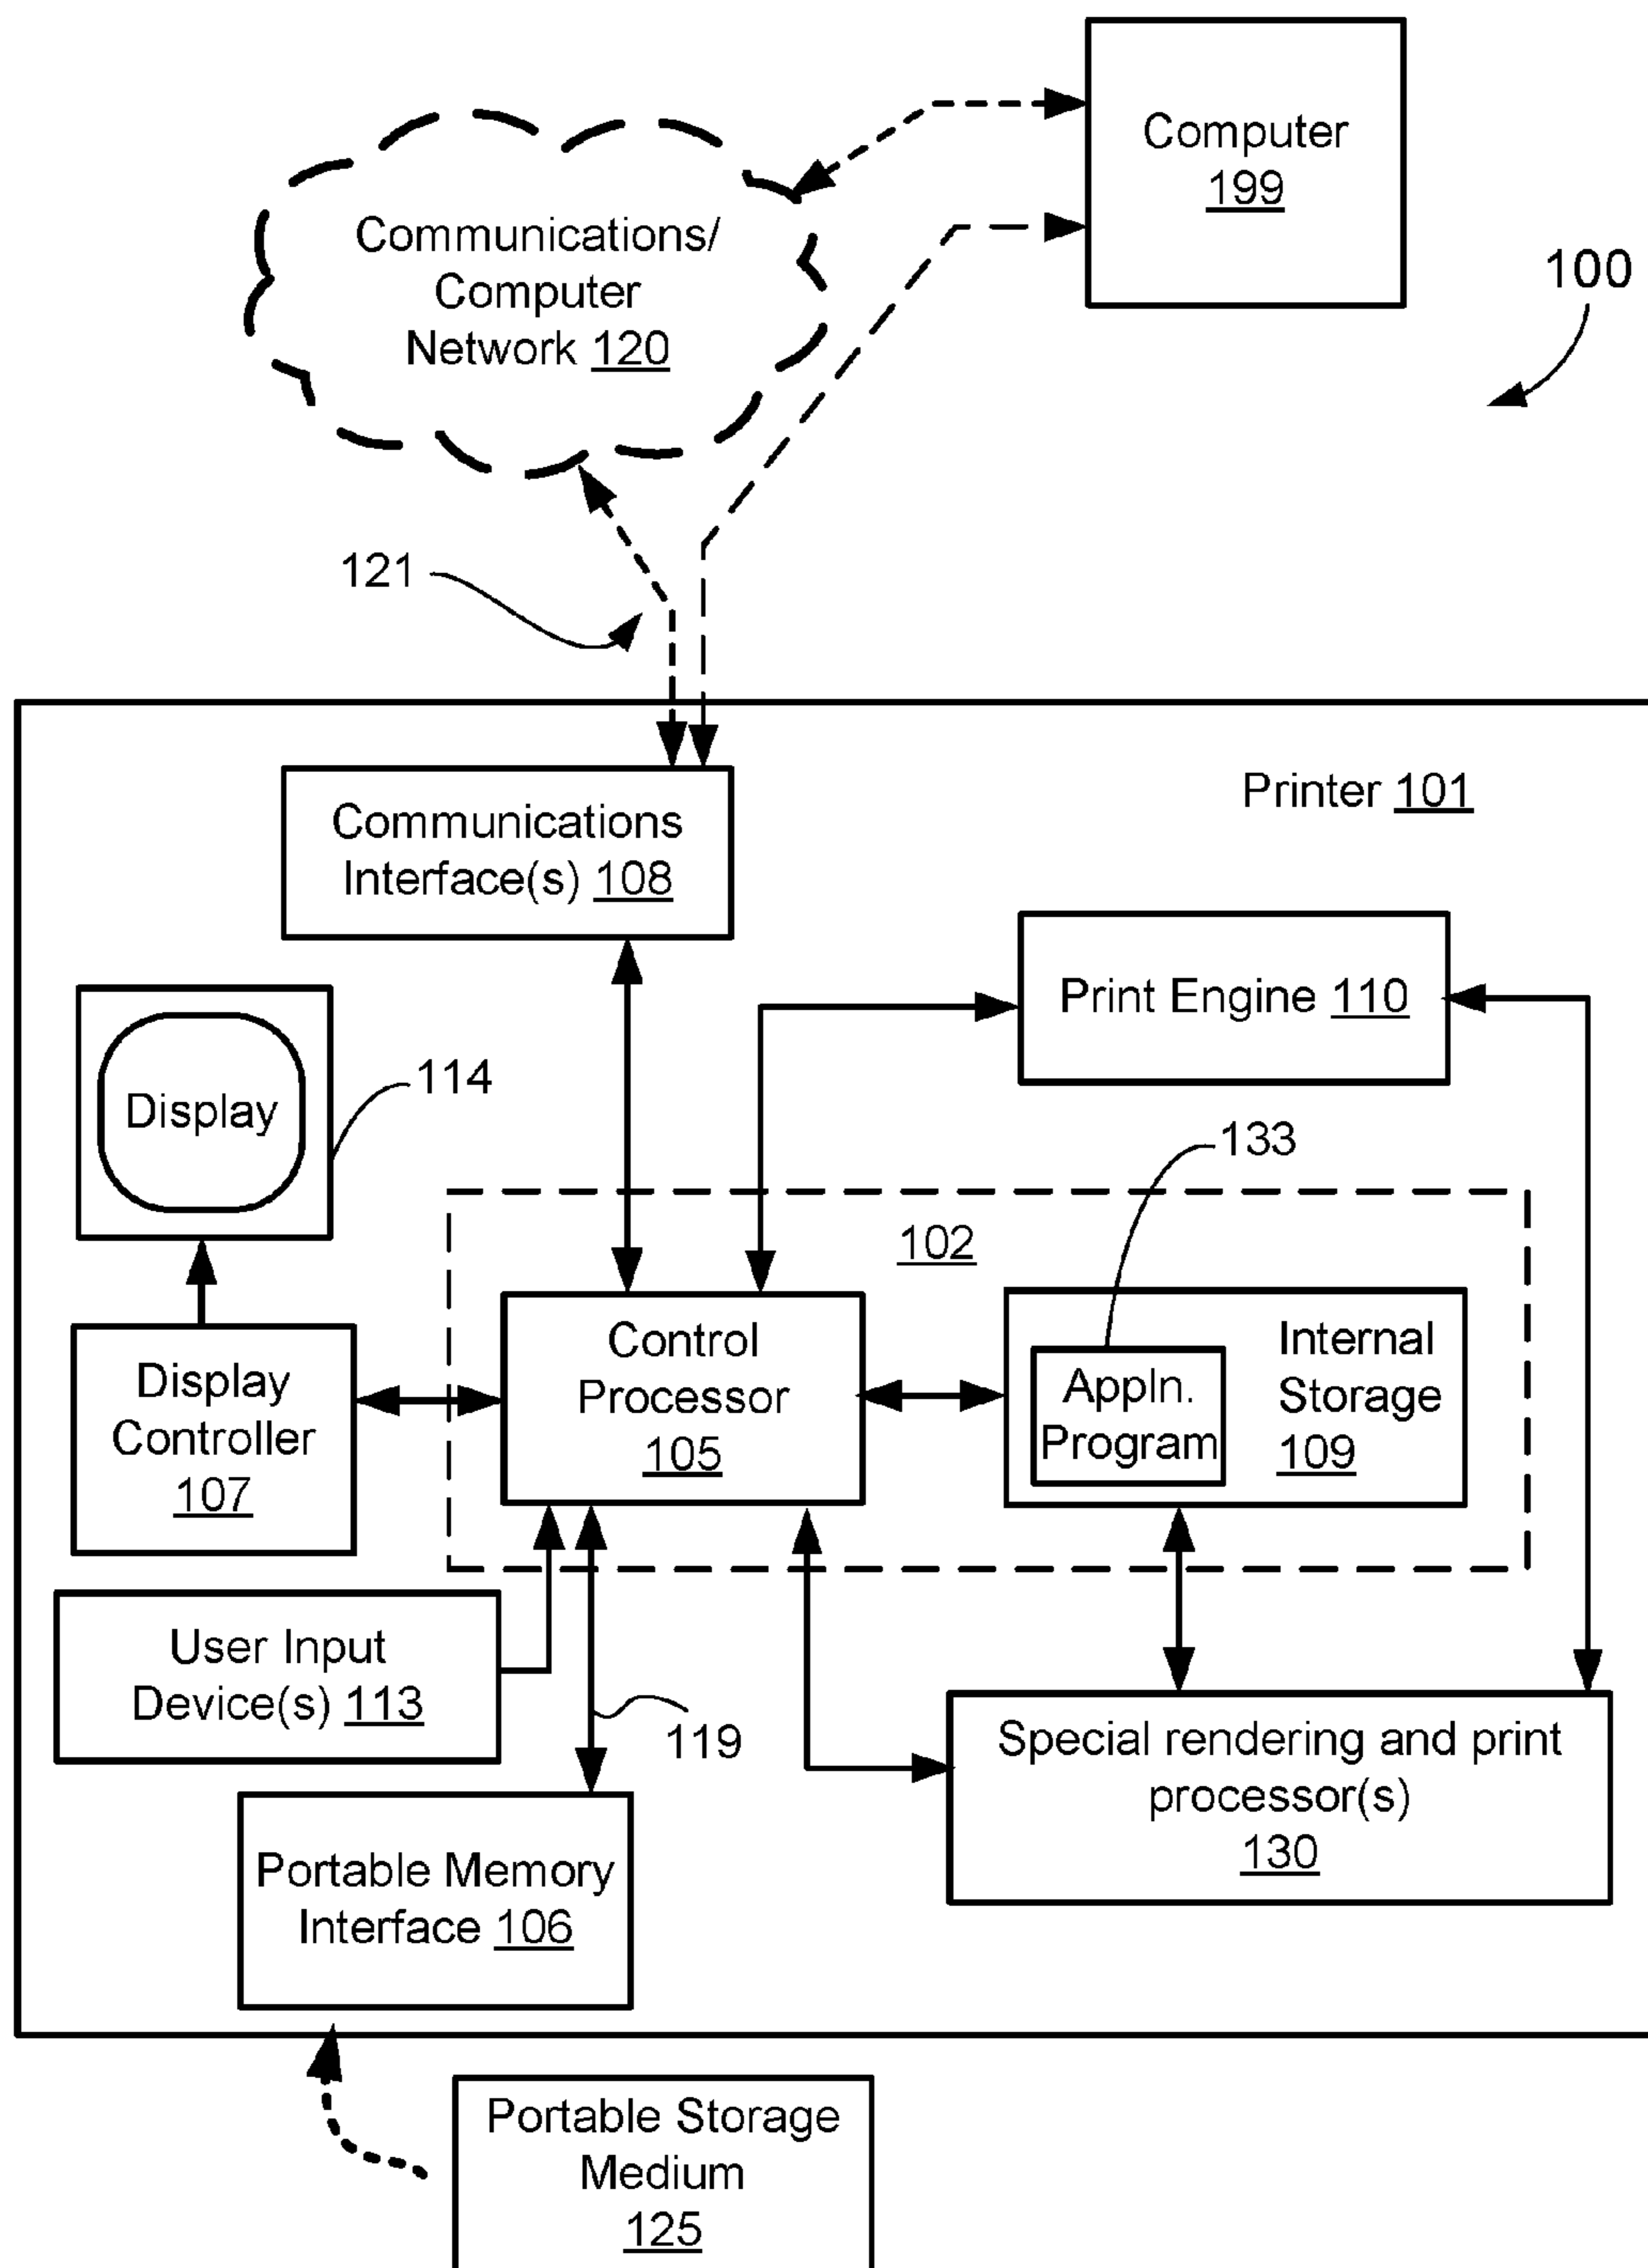 Computer
199
Communications/
Computer
Network 120
100
121
Printer 101
Communications
Interface(s) 108
Print Engine 110
Display
114
133
102
Control
Processor
105
Internal
Storage
109
Appln.
Program
Display
Controller
107
User Input
Device(s) 113
119
Special rendering and print
processor(s)
130
Portable Memory
Interface 106
Portable Storage
Medium
125